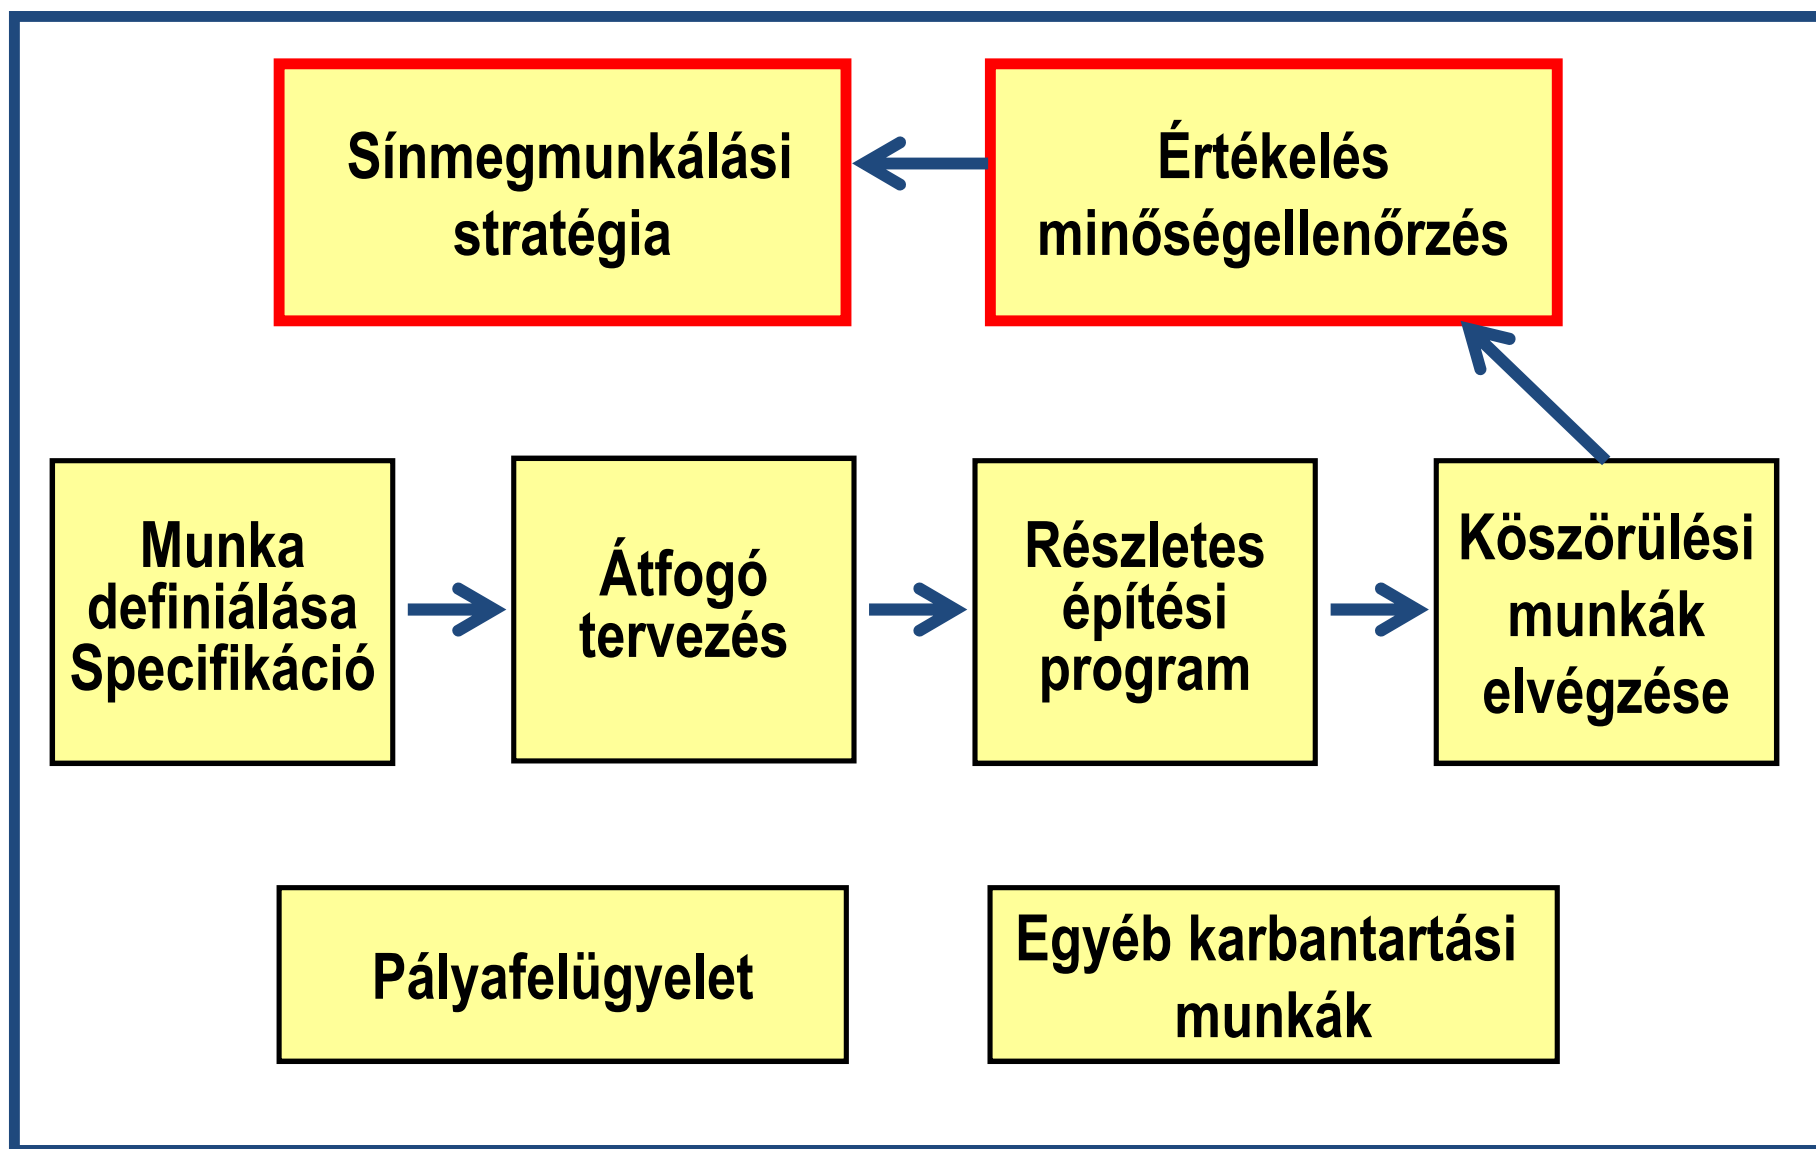 Sínmegmunkálási
stratégia
Értékelés
minőségellenőrzés
Munka
definiálása
Specifikáció
Átfogó
tervezés
Részletes
építési
program
Köszörülési
munkák
elvégzése
Pályafelügyelet
Egyéb karbantartási
munkák